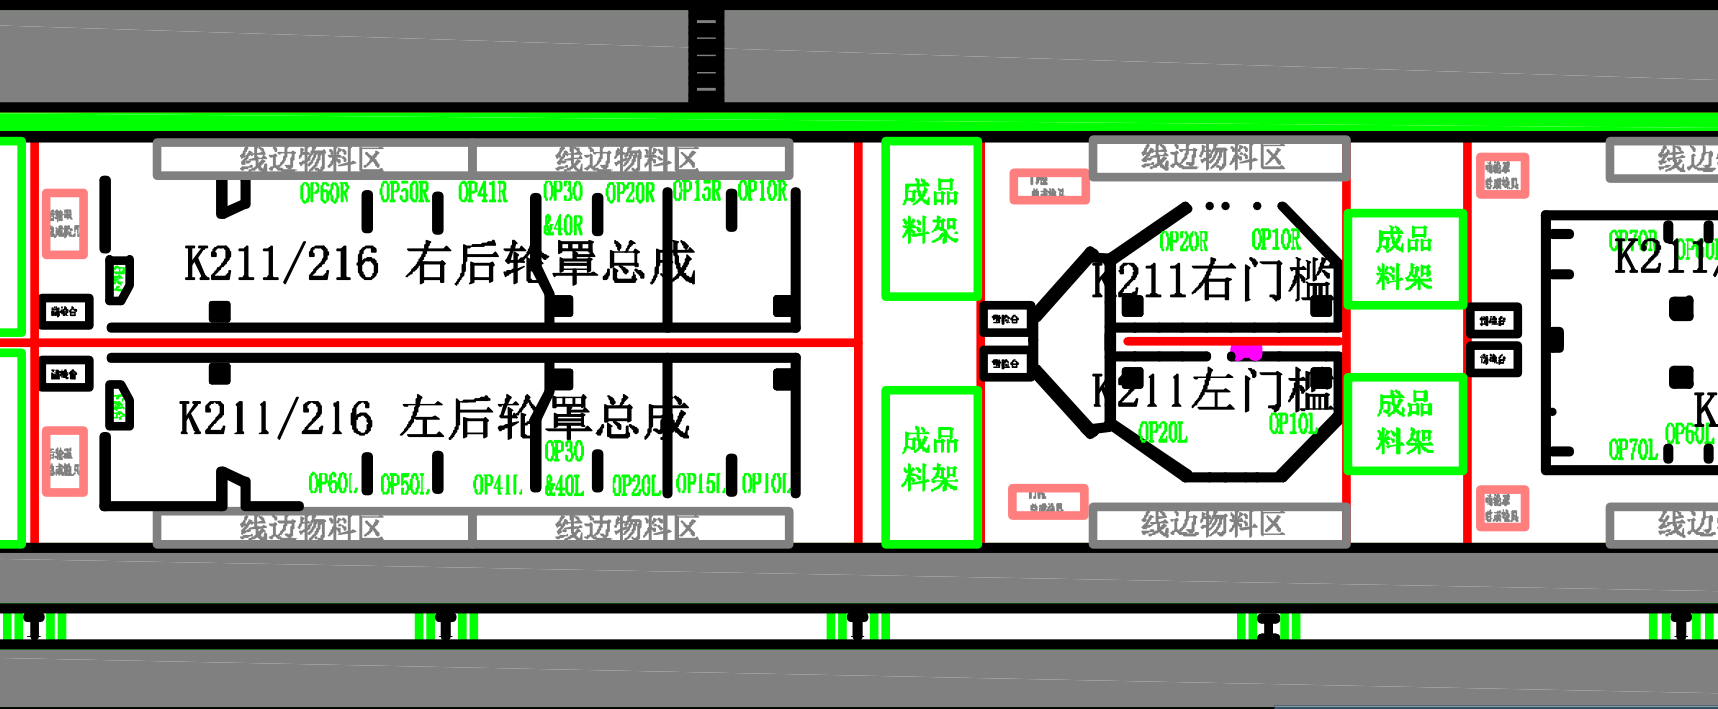 线边物料区
线边物料区
线边物料区
线边
OP60R
OP50R
OP41R
OP30
&40R
OP20R
OP15R
OP10R
K211/216 右后轮罩总成
成品
料架
OP20R
OP10R
K211右门槛
成品
料架
OP70R
K211/
K211/216 左后轮罩总成
OP60L
OP50L
OP41L
OP30
&40L
OP20L
OP15L
OP10L
成品
料架
K211左门槛
OP20L
OP10L
成品
料架
K
OP70L
OP60L
线边物料区
线边物料区
线边物料区
线边